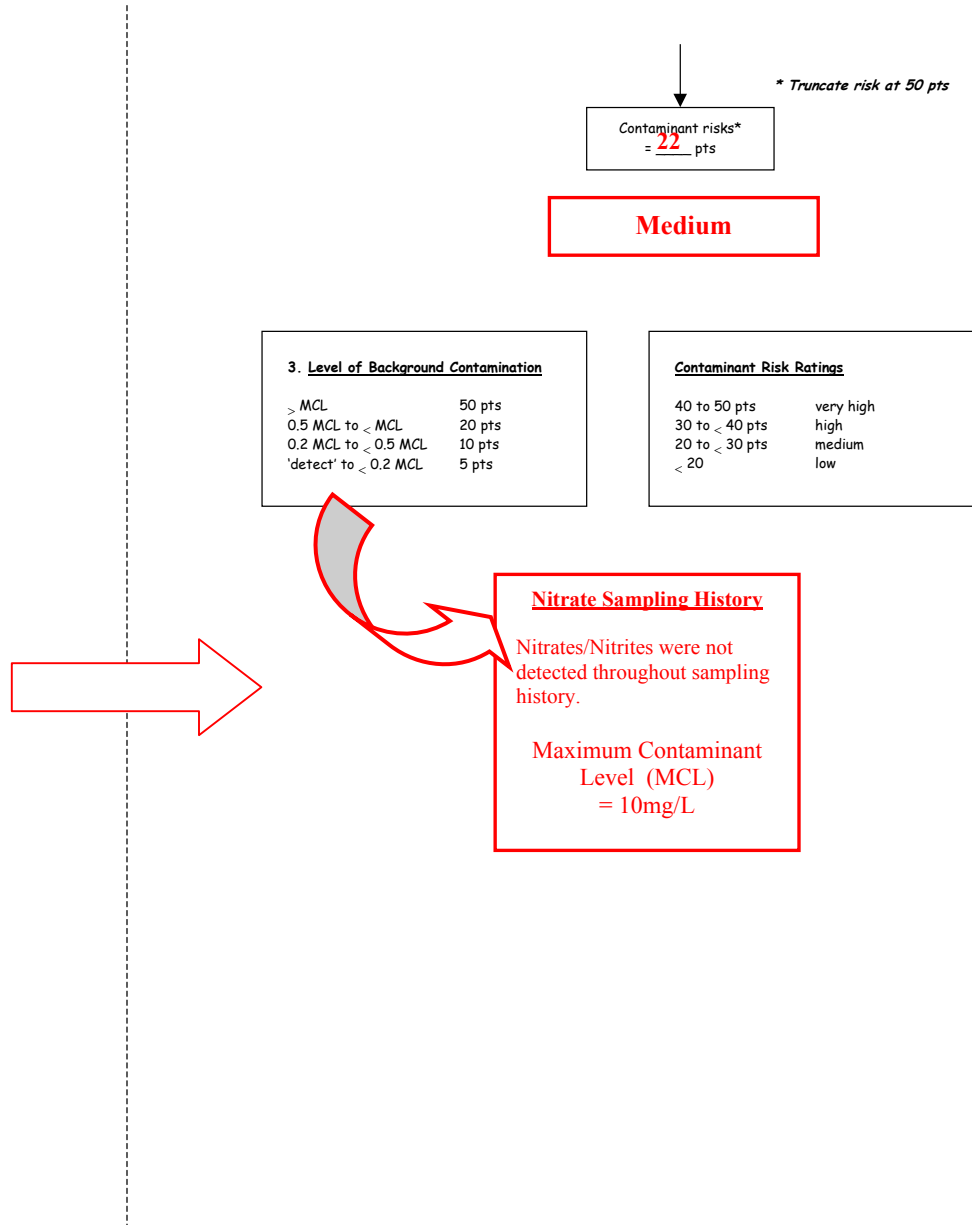 * Truncate risk at 50 pts
Contaminant risks*
= 22 pts
Medium
3. Level of Background Contamination
> MCL 50 pts
0.5 MCL to < MCL 20 pts
0.2 MCL to < 0.5 MCL 10 pts
'detect' to < 0.2 MCL 5 pts
Contaminant Risk Ratings
40 to 50 pts very high
30 to < 40 pts high
20 to < 30 pts medium
< 20 low
Nitrate Sampling History
Nitrates/Nitrites were not
detected throughout sampling
history.
Maximum Contaminant
Level (MCL)
= 10mg/L